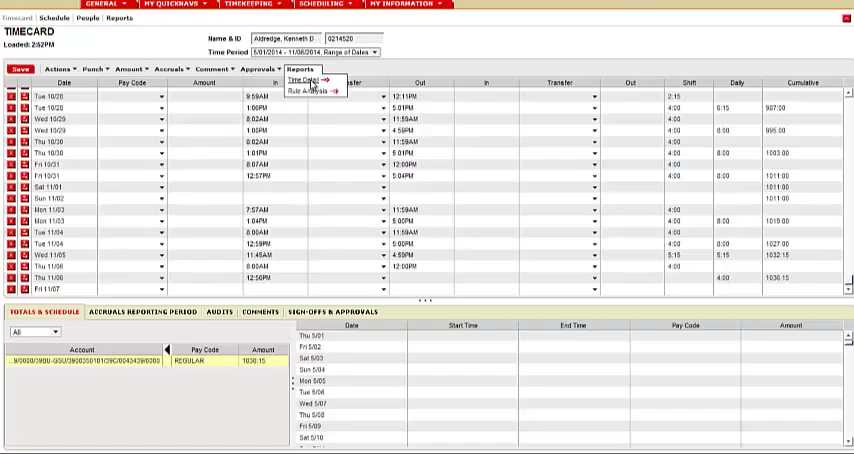 GENERAL MY QUICKNAVS TIMEKEEPING SCHEDULING MY INFORMATION
Timecard | Schedule | People | Reports
TIMECARD
Loaded: 2:52PM
Name & ID Aldredge, Kenneth D 0214520
Time Period 5/01/2014 - 11/06/2014, Range of Dates
Save Actions Punch Amount Accruals Comment Approvals Reports
Time Detail
Rule Analysis
Date Pay Code Amount In Transfer Out In Transfer Out Shift Daily Cumulative
Tue 10/28 9:59AM 12:11PM 2:15
Tue 10/28 1:06PM 5:01PM 4:00 6:15 987:00
Wed 10/29 8:02AM 11:59AM 4:00
Wed 10/29 1:00PM 4:59PM 4:00 8:00 995:00
Thu 10/30 8:02AM 11:59AM 4:00
Thu 10/30 1:01PM 5:01PM 4:00 8:00 1003:00
Fri 10/31 8:07AM 12:00PM 4:00
Fri 10/31 12:57PM 5:04PM 4:00 8:00 1011:00
Sat 11/01 1011:00
Sun 11/02 1011:00
Mon 11/03 7:57AM 11:59AM 4:00
Mon 11/03 1:04PM 5:00PM 4:00 8:00 1019:00
Tue 11/04 8:00AM 11:59AM 4:00
Tue 11/04 12:59PM 5:00PM 4:00 8:00 1027:00
Wed 11/05 11:45AM 4:59PM 5:15 5:15 1032:15
Thu 11/06 8:00AM 12:00PM 4:00
Thu 11/06 12:56PM 4:00 1036:15
Fri 11/07
TOTALS & SCHEDULE ACCRUALS REPORTING PERIOD AUDITS COMMENTS SIGN-OFFS & APPROVALS
All
Account Pay Code Amount
...9/0000/39BU-GSU/3900350101/39C/0043439/0000 REGULAR 1036:15
Date Start Time End Time Pay Code Amount
Thu 5/01
Fri 5/02
Sat 5/03
Sun 5/04
Mon 5/05
Tue 5/06
Wed 5/07
Thu 5/08
Fri 5/09
Sat 5/10